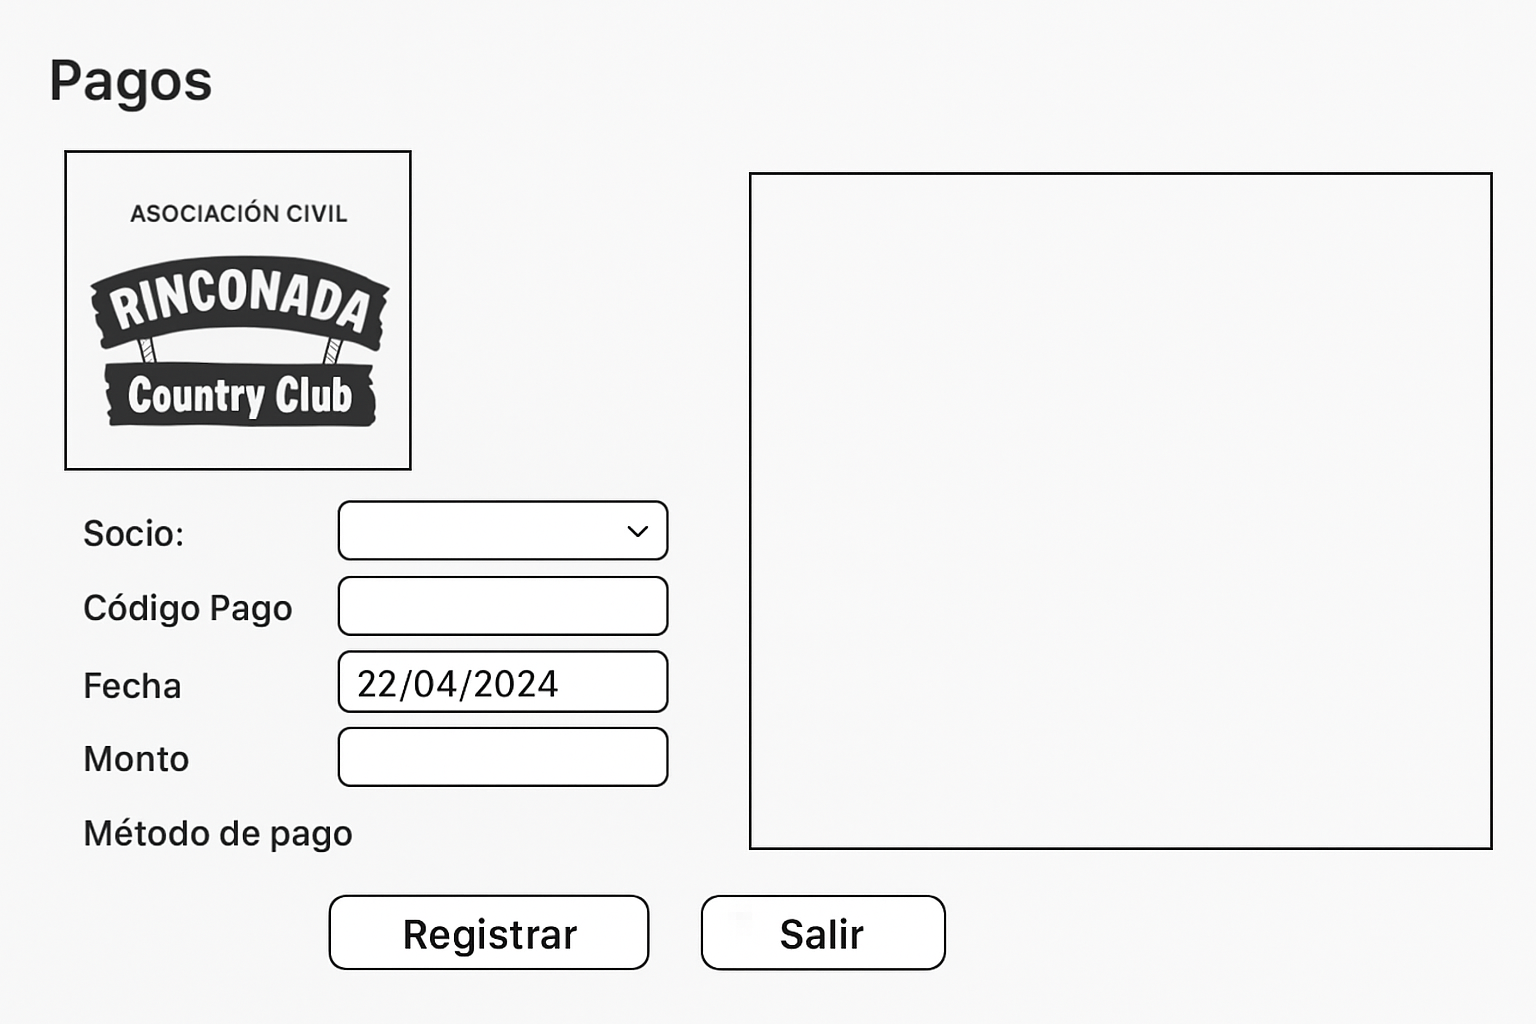 Pagos
ASOCIACIÓN CIVIL
RINCONADA
Country Club
Socio:
Código Pago
Fecha
22/04/2024
Monto
Método de pago
Registrar
Salir